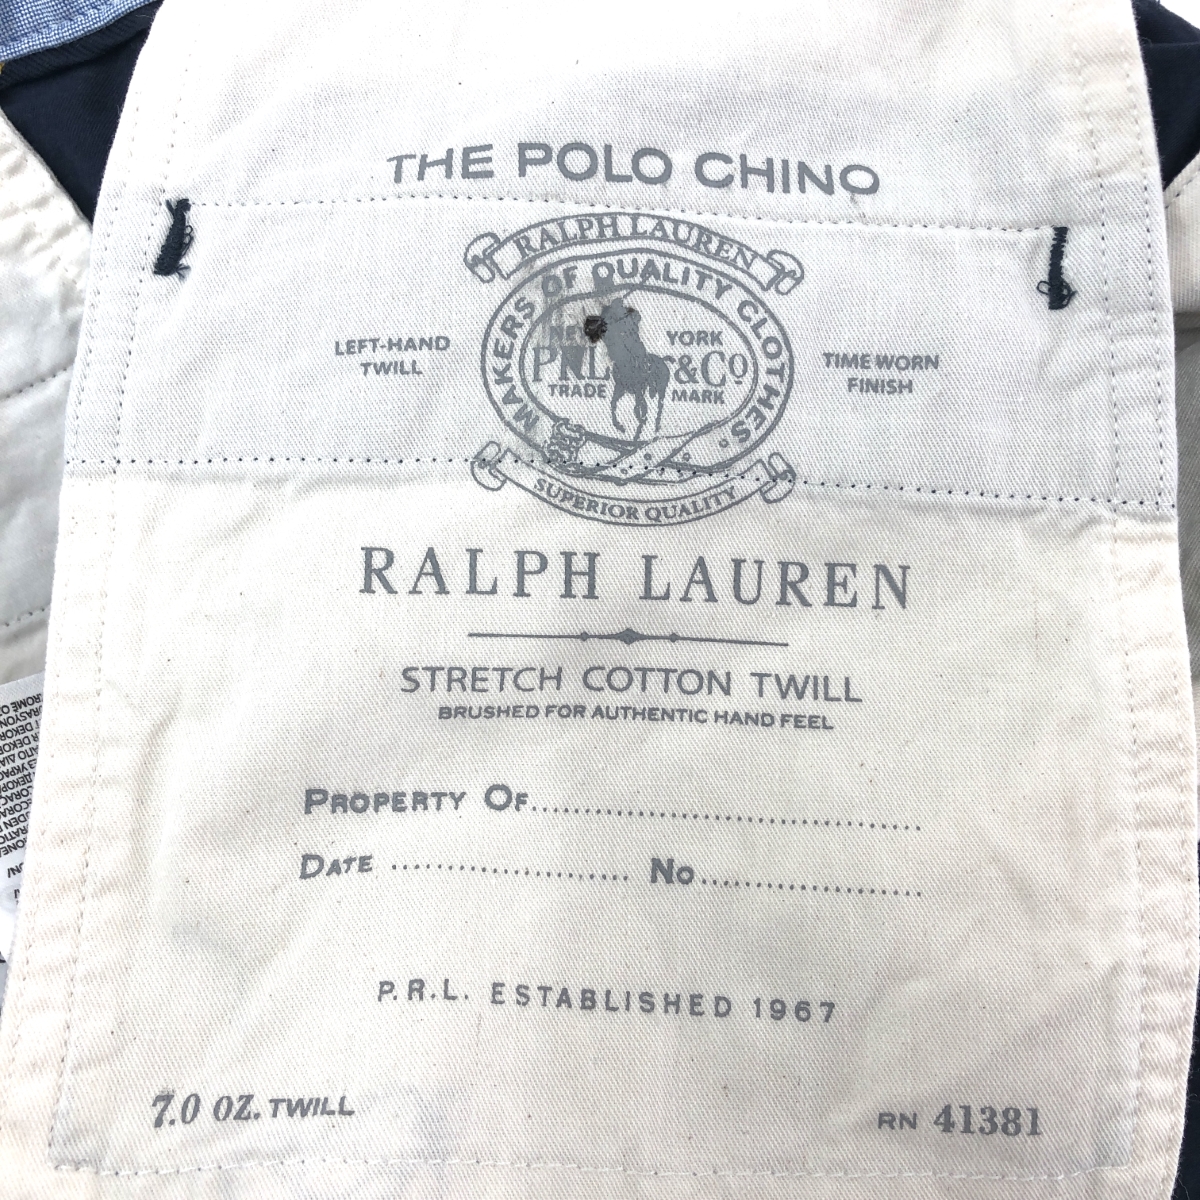 THE POLO CHINO
RALPH LAUREN
MAKERS OF QUALITY CLOTHES
LEFT-HAND
TWILL
YORK
PRL &Co
TRADE MARK
TIME WORN
FINISH
SUPERIOR QUALITY
RALPH LAUREN
STRETCH COTTON TWILL
BRUSHED FOR AUTHENTIC HAND FEEL
PROPERTY OF
DATE NO
P.R.L. ESTABLISHED 1967
7.0 OZ. TWILL
RN 41381